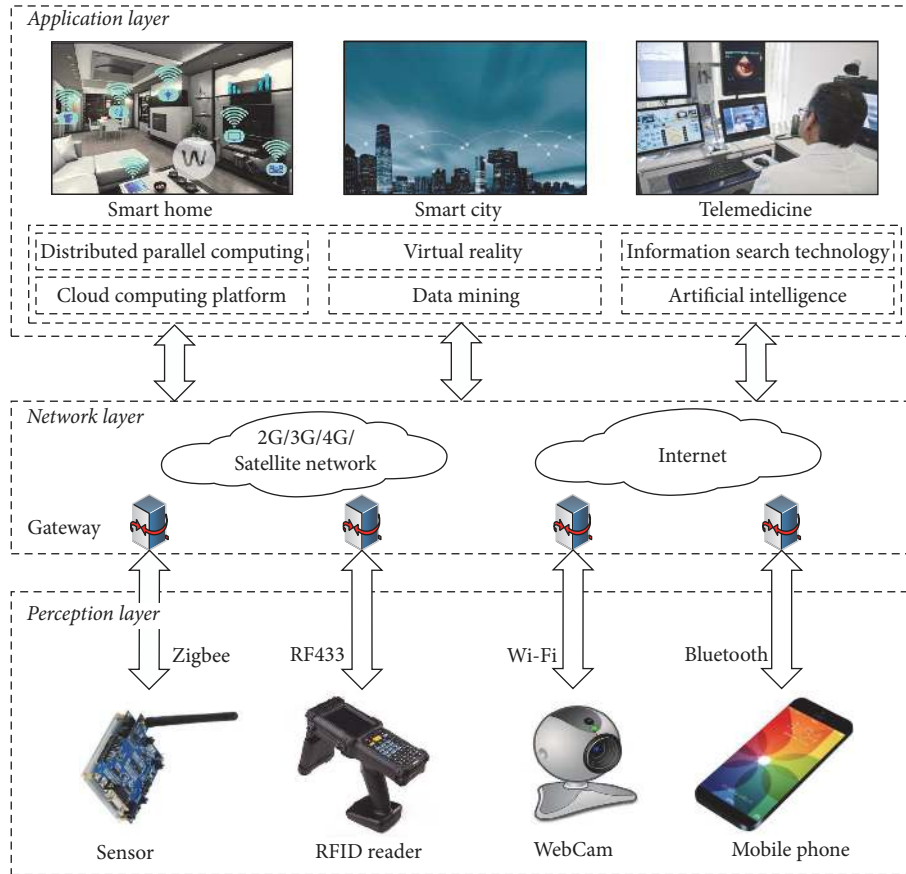 Application layer
W
Smart home
Smart city
Telemedicine
Distributed parallel computing
Virtual reality
Information search technology
Cloud computing platform
Data mining
Artificial intelligence
Network layer
2G/3G/4G/
Satellite network
Internet
Gateway
Perception layer
Zigbee
RF433
Wi-Fi
Bluetooth
Sensor
RFID reader
WebCam
Mobile phone